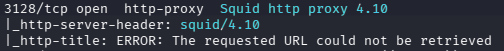 3128/tcp open  http-proxy  Squid http proxy 4.10
|_http-server-header: squid/4.10
|_http-title: ERROR: The requested URL could not be retrieved